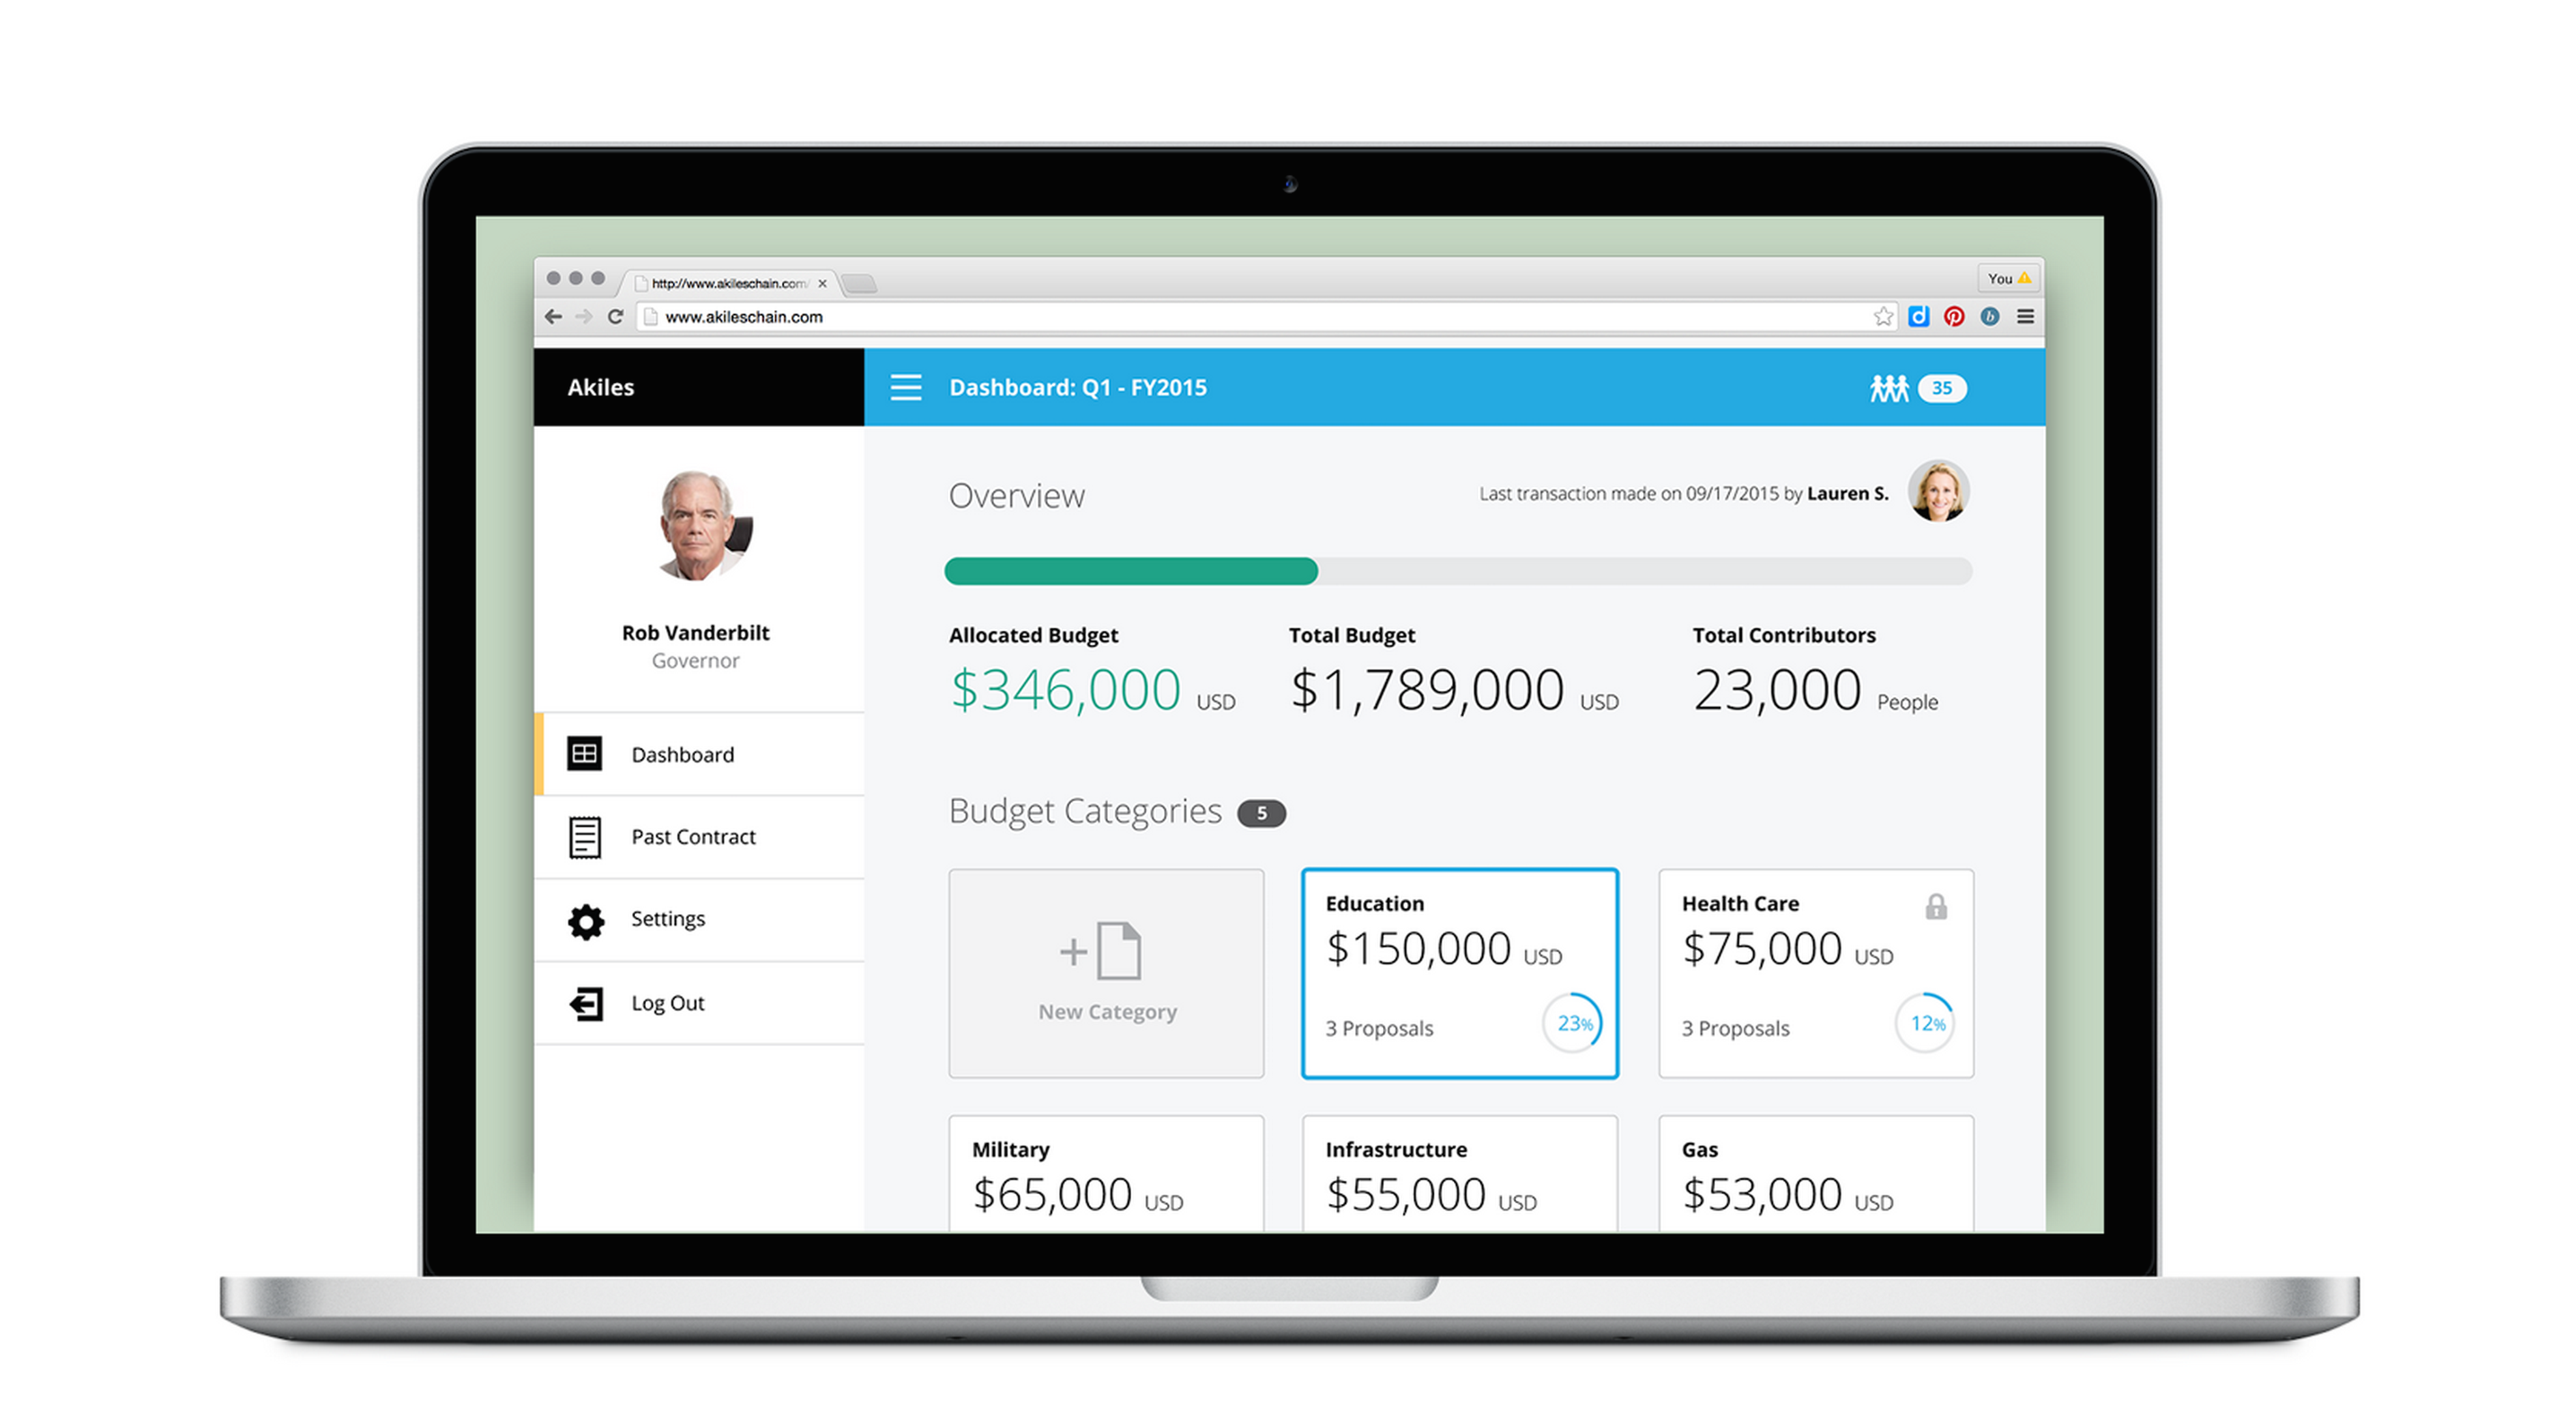 http://www.akileschain.com/
You
www.akileschain.com
Akiles
Dashboard: Q1 - FY2015
35
Rob Vanderbilt
Governor
Dashboard
Past Contract
Settings
Log Out
Overview
Last transaction made on 09/17/2015 by Lauren S.
Allocated Budget
$346,000 USD
Total Budget
$1,789,000 USD
Total Contributors
23,000 People
Budget Categories 5
+
New Category
Education
$150,000 USD
3 Proposals
23%
Health Care
$75,000 USD
3 Proposals
12%
Military
$65,000 USD
Infrastructure
$55,000 USD
Gas
$53,000 USD